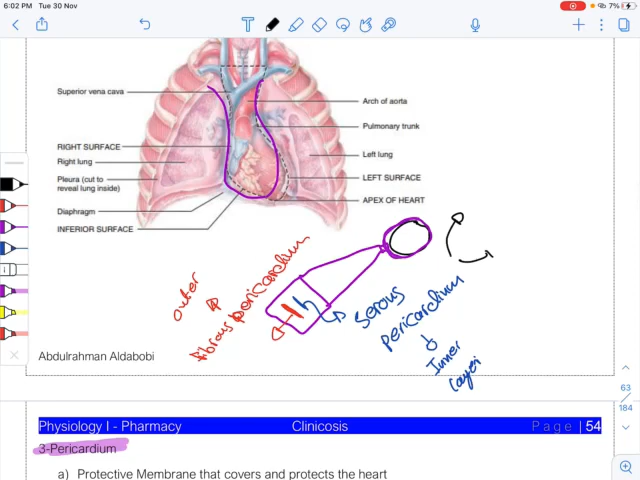 6:02 PM Tue 30 Nov
7%
T
Superior vena cava
Arch of aorta
Pulmonary trunk
RIGHT SURFACE
Right lung
Left lung
Pleura (cut to
reveal lung inside)
LEFT SURFACE
APEX OF HEART
Diaphragm
INFERIOR SURFACE
outer
fibrous pericardium
serous
pericardium
Inner
layer
Abdulrahman Aldabobi
63
184
Physiology I - Pharmacy Clinicosis Page | 54
3-Pericardium
a) Protective Membrane that covers and protects the heart